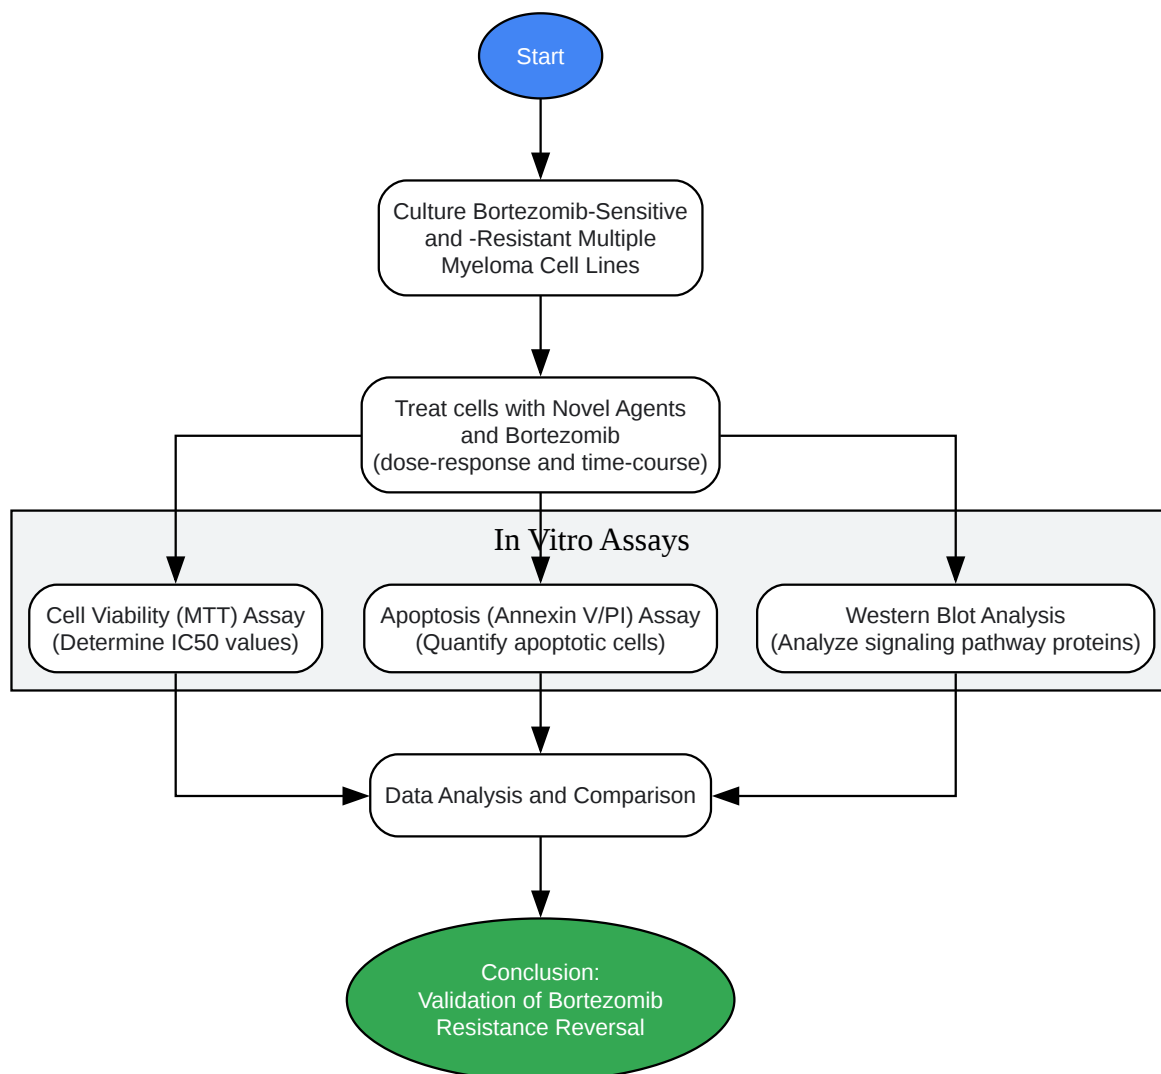 Start
Culture Bortezomib-Sensitive
and -Resistant Multiple
Myeloma Cell Lines
Treat cells with Novel Agents
and Bortezomib
(dose-response and time-course)
In Vitro Assays
Cell Viability (MTT) Assay
(Determine IC50 values)
Apoptosis (Annexin V/PI) Assay
(Quantify apoptotic cells)
Western Blot Analysis
(Analyze signaling pathway proteins)
Data Analysis and Comparison
Conclusion:
Validation of Bortezomib
Resistance Reversal